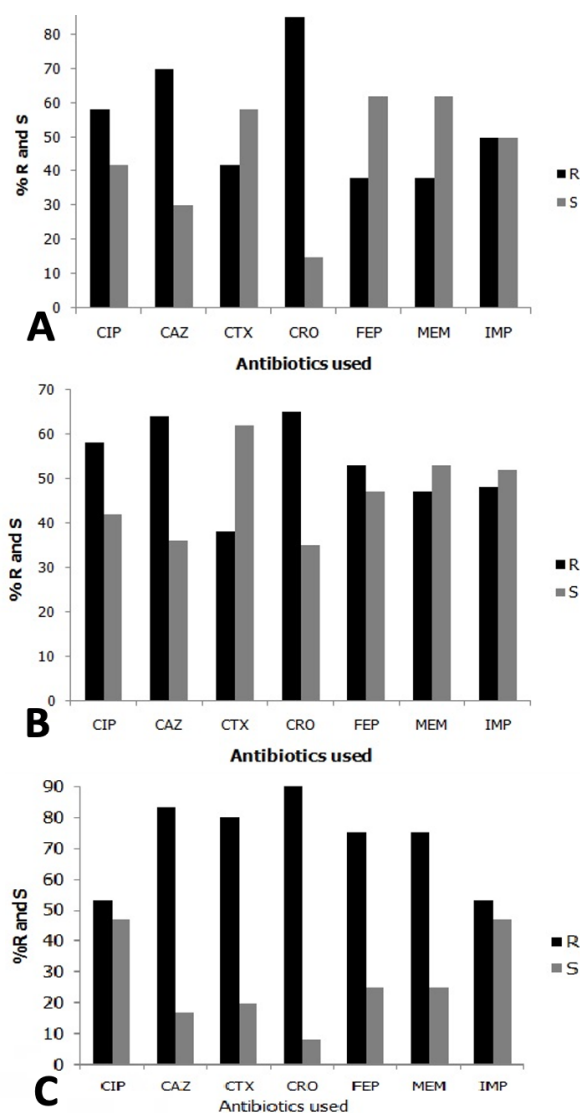 80
70
60
50
40
30
20
10
0
% R and S
R
S
A
CIP CAZ CTX CRO FEP MEM IMP
Antibiotics used
70
60
50
40
30
20
10
0
% R and S
R
S
B
CIP CAZ CTX CRO FEP MEM IMP
Antibiotics used
90
80
70
60
50
40
30
20
10
0
%R and S
R
S
C
CIP CAZ CTX CRO FEP MEM IMP
Antibiotics used